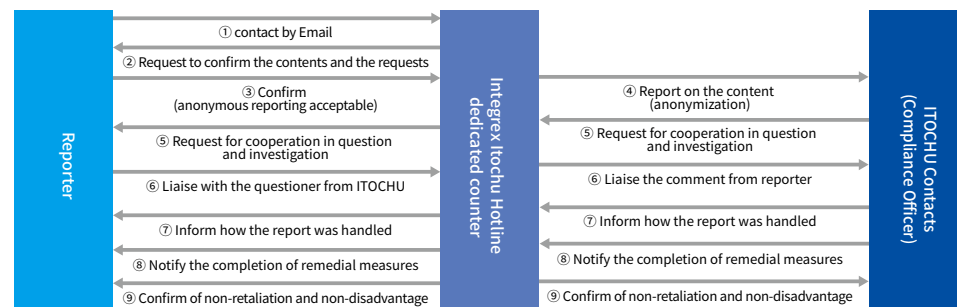 Reporter
① contact by Email
② Request to confirm the contents and the requests
③ Confirm
(anonymous reporting acceptable)
⑤ Request for cooperation in question
and investigation
⑥ Liaise with the questioner from ITOCHU
⑦ Inform how the report was handled
⑧ Notify the completion of remedial measures
⑨ Confirm of non-retaliation and non-disadvantage
Integrex Itochu Hotline
dedicated counter
④ Report on the content
(anonymization)
⑤ Request for cooperation in question
and investigation
⑥ Liaise the comment from reporter
⑦ Inform how the report was handled
⑧ Notify the completion of remedial measures
⑨ Confirm of non-retaliation and non-disadvantage
ITOCHU Contacts
(Compliance Officer)